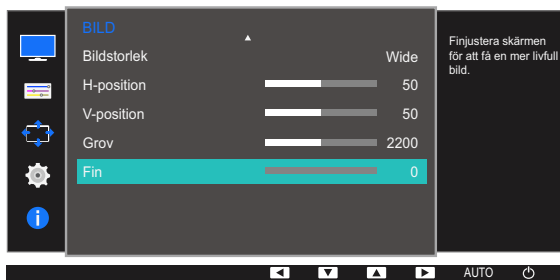 BILD
Bildstorlek Wide
H-position 50
V-position 50
Grov 2200
Fin 0
Finjustera skärmen
för att få en mer livfull
bild.
AUTO